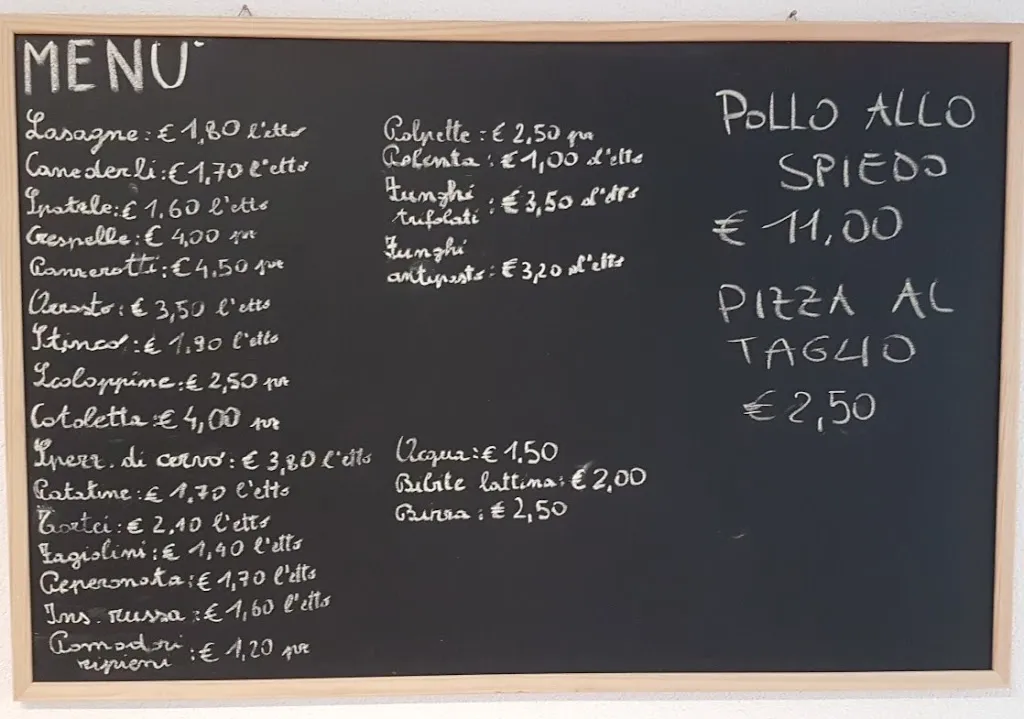 MENU'
Lasagne: € 1,80 l'etto
Canederli: € 1,70 l'etto
Spatzle: € 1,60 l'etto
Crespelle: € 4,00 pz
Panzerotti: € 4,50 pz
Arrosto: € 3,50 l'etto
Stinco: € 1,90 l'etto
Scaloppine: € 2,50 pz
Cotoletta: € 4,00 pz
Spezz. di cervo: € 3,80 l'etto
Patatine: € 1,70 l'etto
Tortei: € 2,10 l'etto
Fagiolini: € 1,40 l'etto
Peperonata: € 1,70 l'etto
Ins. russa: € 1,60 l'etto
Pomodori
ripieni : € 1,20 pz
Polpette: € 2,50 pz
Polenta: € 1,00 l'etto
Funghi
trifolati : € 3,50 l'etto
Funghi
antipasto: € 3,20 l'etto
Acqua: € 1,50
Bibite lattina: € 2,00
Birra: € 2,50
POLLO ALLO
SPIEDO
€ 11,00
PIZZA AL
TAGLIO
€ 2,50